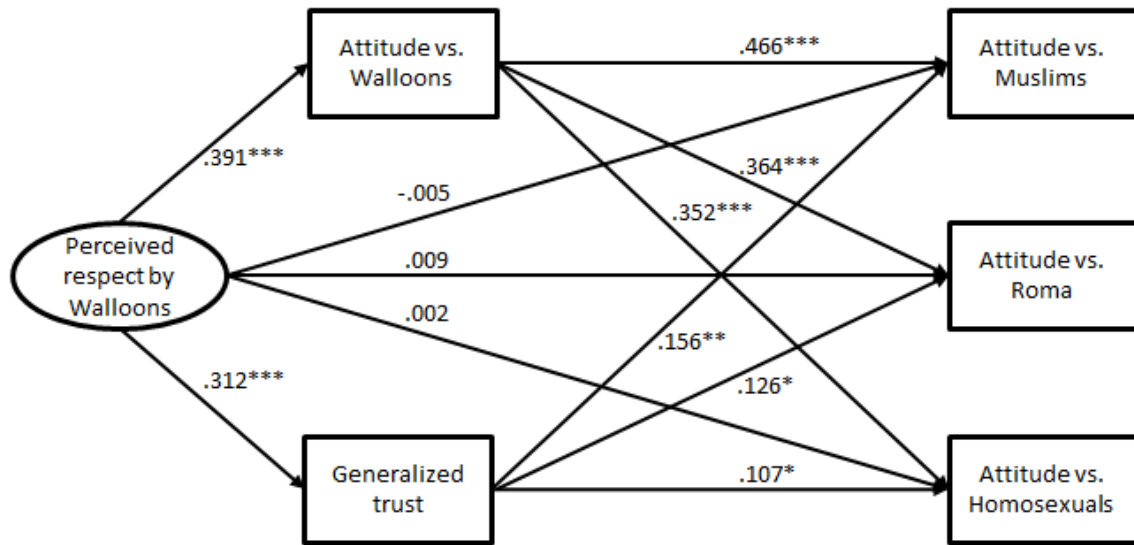 Attitude vs.
Walloons
.466***
Attitude vs.
Muslims
.391***
-.005
.364***
.352***
Perceived
respect by
Walloons
.009
Attitude vs.
Roma
.002
.156**
.312***
.126*
Generalized
trust
.107*
Attitude vs.
Homosexuals